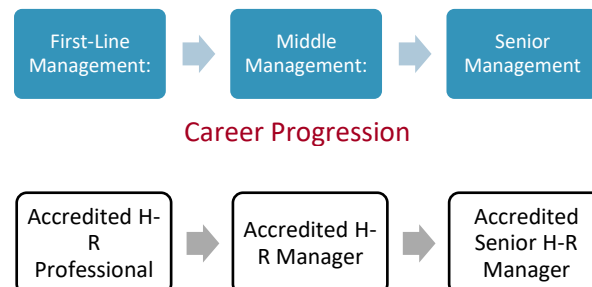 First-Line
Management:
Middle
Management:
Senior
Management
Career Progression
Accredited H-
R
Professional
Accredited H-
R Manager
Accredited
Senior H-R
Manager